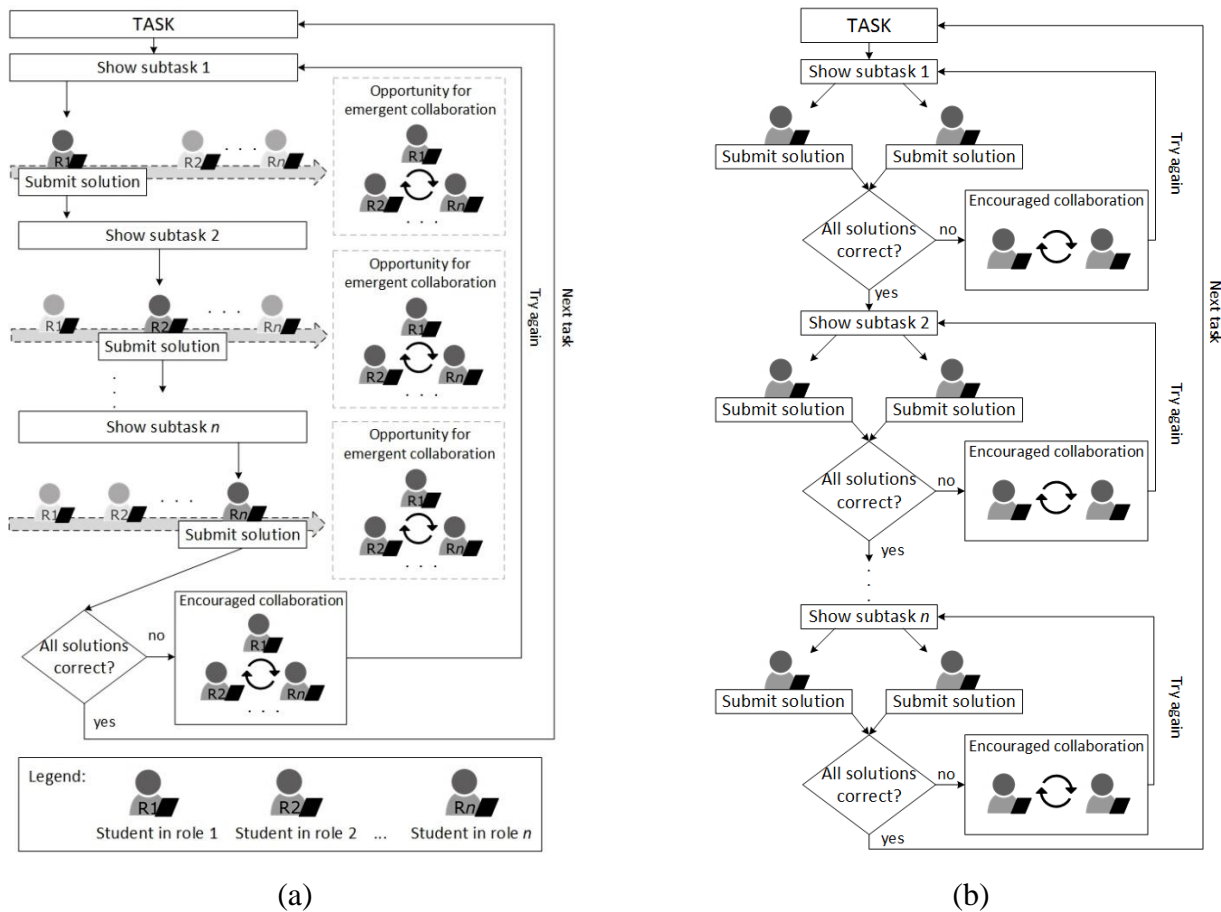 TASK
Show subtask 1
R1
R2
. . .
Rn
Submit solution
Opportunity for
emergent collaboration
R1
R2
Rn
. . .
Show subtask 2
R1
R2
. . .
Rn
Submit solution
Opportunity for
emergent collaboration
R1
R2
Rn
. . .
Show subtask n
R1
R2
. . .
Rn
Submit solution
Opportunity for
emergent collaboration
R1
R2
Rn
. . .
All solutions
correct?
no
yes
Encouraged collaboration
R1
R2
Rn
. . .
Try again
Next task
Legend:
R1
R2
Rn
Student in role 1
Student in role 2
...
Student in role n
(a)
TASK
Show subtask 1
Submit solution
Submit solution
All solutions
correct?
no
Encouraged collaboration
Try again
yes
Show subtask 2
Submit solution
Submit solution
All solutions
correct?
no
Encouraged collaboration
Try again
yes
Show subtask n
Submit solution
Submit solution
All solutions
correct?
no
Encouraged collaboration
Try again
yes
Next task
(b)